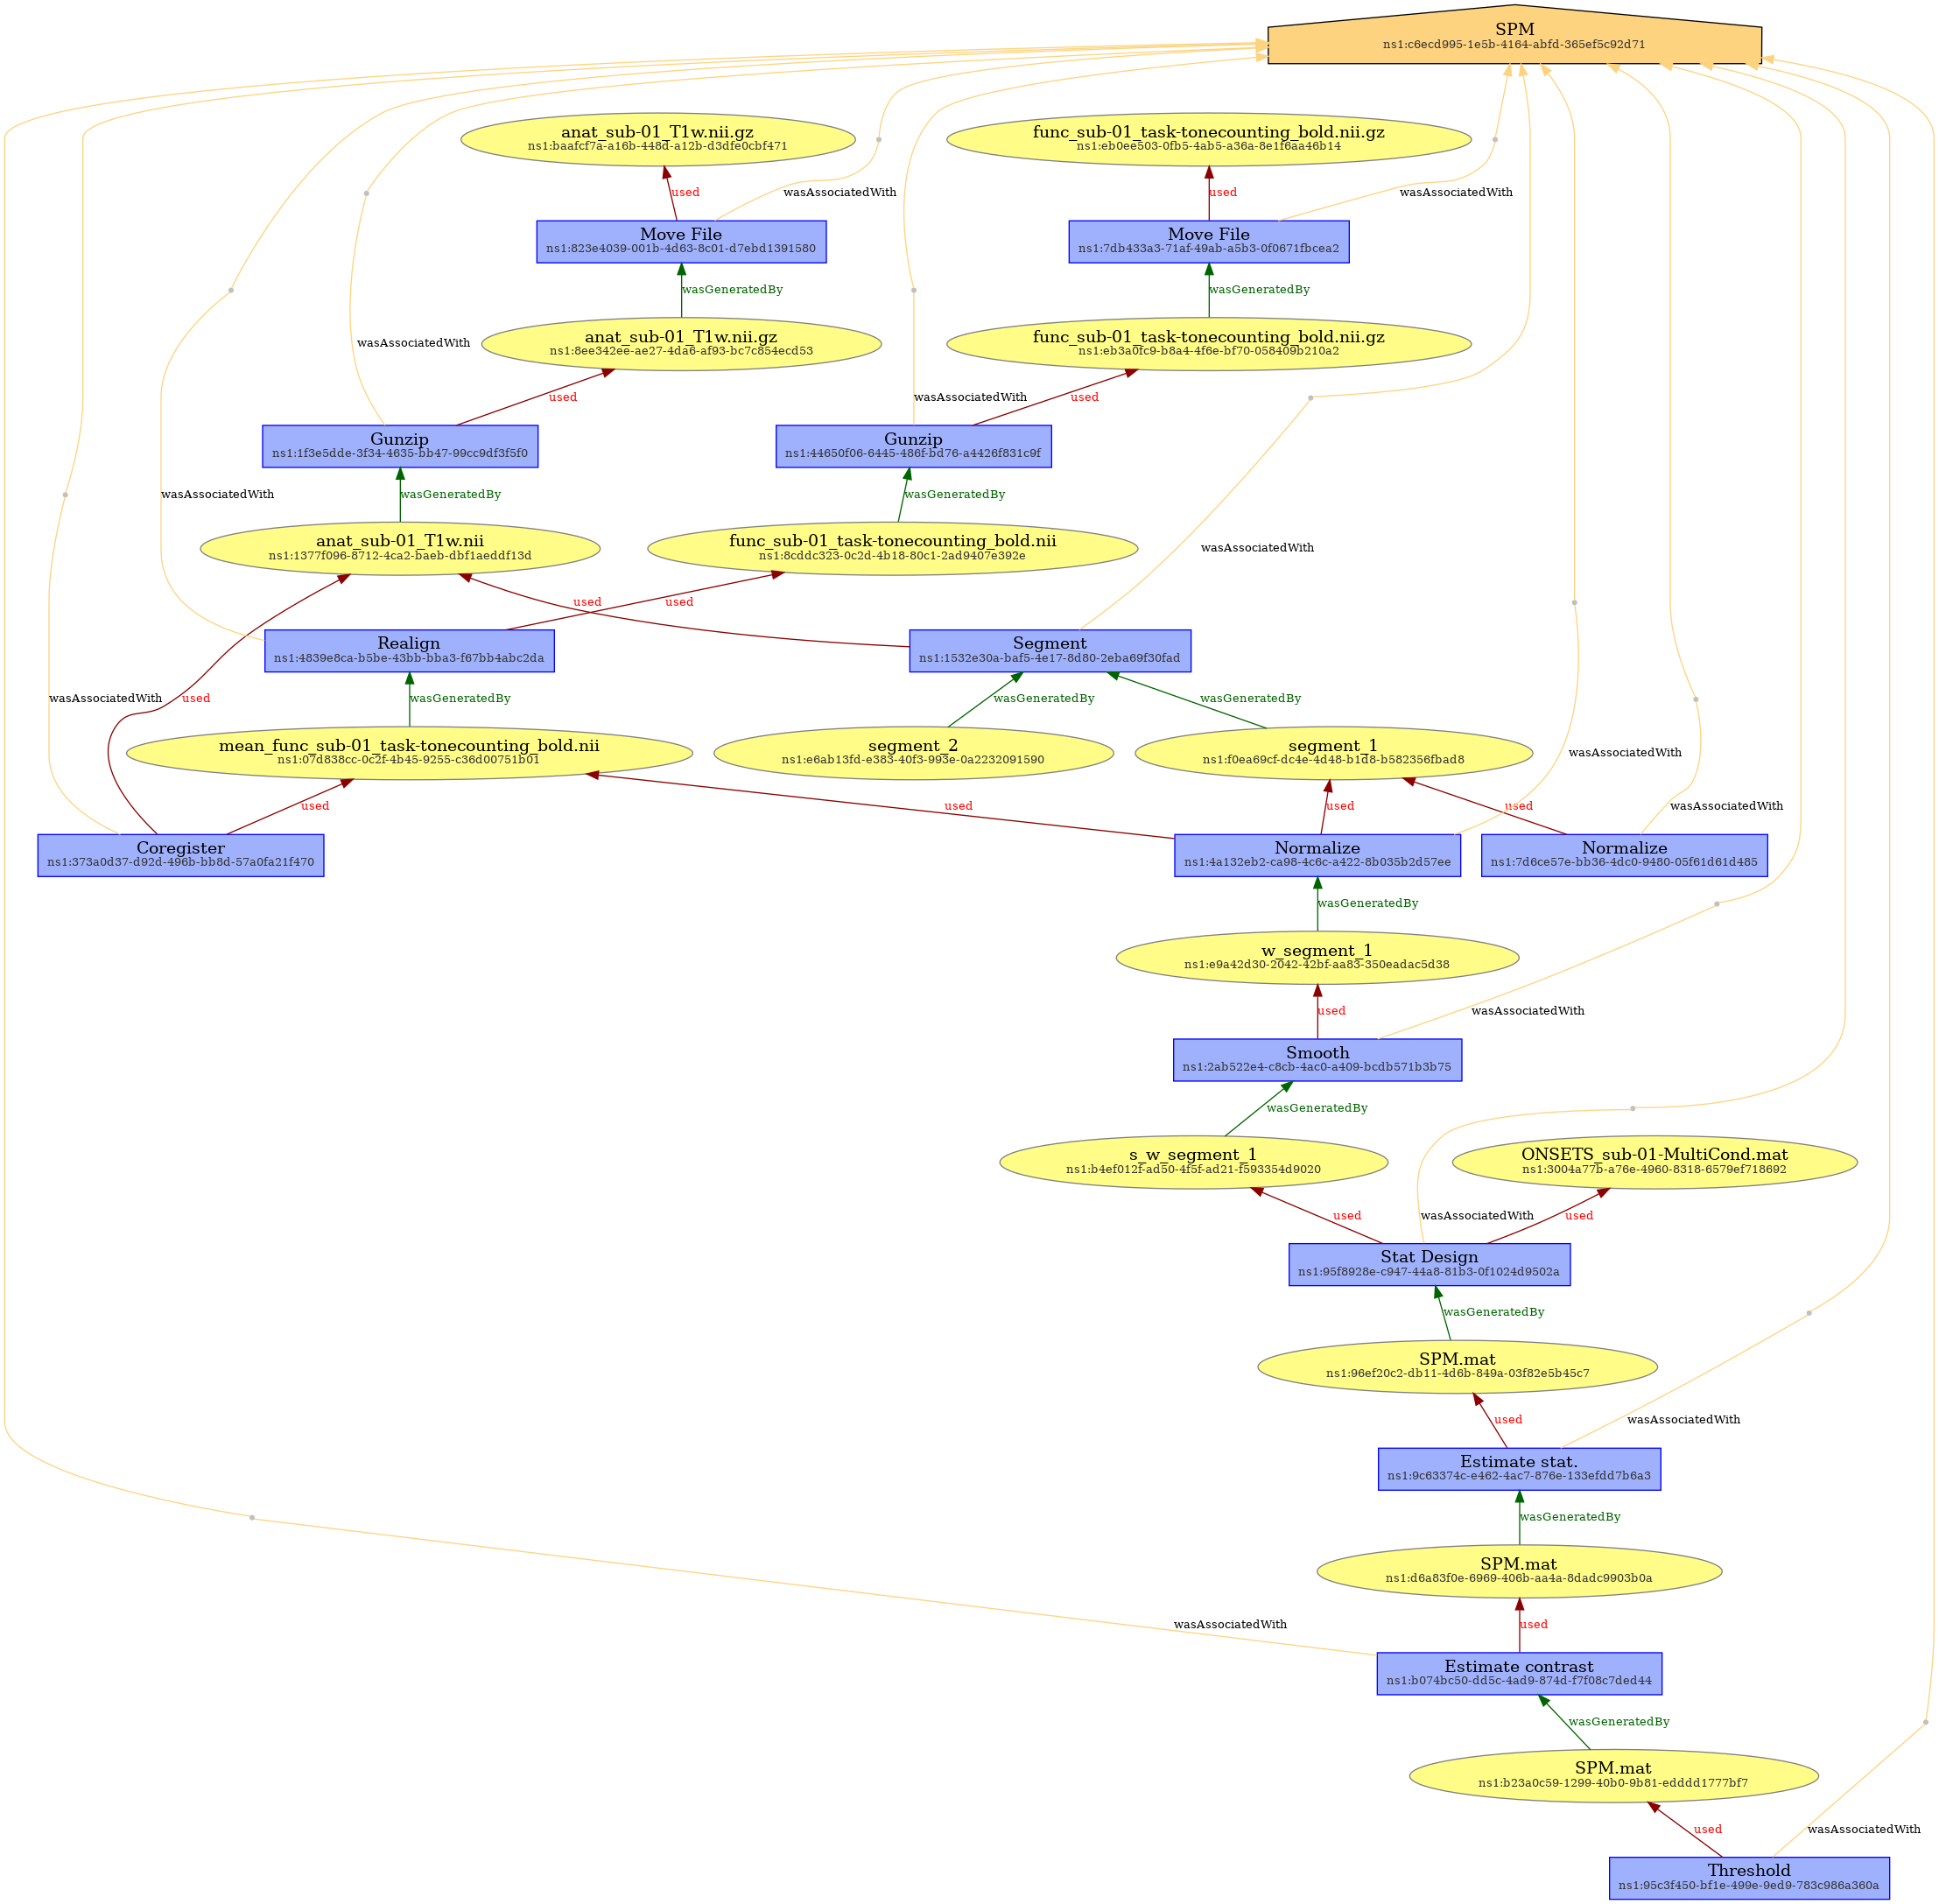 SPM
ns1:c6ecd995-1e5b-4164-abfd-365ef5c92d71
anat_sub-01_T1w.nii.gz
ns1:baafcf7a-a16b-448d-a12b-d3dfe0cbf471
func_sub-01_task-tonecounting_bold.nii.gz
ns1:eb0ee503-0fb5-4ab5-a36a-8e1f6aa46b14
used
wasAssociatedWith
used
wasAssociatedWith
Move File
ns1:823e4039-001b-4d63-8c01-d7ebd1391580
Move File
ns1:7db433a3-71af-49ab-a5b3-0f0671fbcea2
wasGeneratedBy
wasGeneratedBy
anat_sub-01_T1w.nii.gz
ns1:8ee342ee-ae27-4da6-af93-bc7c854ecd53
func_sub-01_task-tonecounting_bold.nii.gz
ns1:eb3a0fc9-b8a4-4f6e-bf70-058409b210a2
wasAssociatedWith
used
wasAssociatedWith
used
Gunzip
ns1:1f3e5dde-3f34-4635-bb47-99cc9df3f5f0
Gunzip
ns1:44650f06-6445-486f-bd76-a4426f831c9f
wasAssociatedWith
wasGeneratedBy
wasGeneratedBy
anat_sub-01_T1w.nii
ns1:1377f096-8712-4ca2-baeb-dbf1aeddf13d
func_sub-01_task-tonecounting_bold.nii
ns1:8cddc323-0c2d-4b18-80c1-2ad9407e392e
wasAssociatedWith
used
used
Realign
ns1:4839e8ca-b5be-43bb-bba3-f67bb4abc2da
Segment
ns1:1532e30a-baf5-4e17-8d80-2eba69f30fad
wasAssociatedWith
used
wasGeneratedBy
wasGeneratedBy
wasGeneratedBy
mean_func_sub-01_task-tonecounting_bold.nii
ns1:07d838cc-0c2f-4b45-9255-c36d00751b01
segment_2
ns1:e6ab13fd-e383-40f3-993e-0a2232091590
segment_1
ns1:f0ea69cf-dc4e-4d48-b1d8-b582356fbad8
wasAssociatedWith
used
used
used
used
wasAssociatedWith
Coregister
ns1:373a0d37-d92d-496b-bb8d-57a0fa21f470
Normalize
ns1:4a132eb2-ca98-4c6c-a422-8b035b2d57ee
Normalize
ns1:7d6ce57e-bb36-4dc0-9480-05f61d61d485
wasGeneratedBy
w_segment_1
ns1:e9a42d30-2042-42bf-aa83-350eadac5d38
used
wasAssociatedWith
Smooth
ns1:2ab522e4-c8cb-4ac0-a409-bcdb571b3b75
wasGeneratedBy
s_w_segment_1
ns1:b4ef012f-ad50-4f5f-ad21-f593354d9020
ONSETS_sub-01-MultiCond.mat
ns1:3004a77b-a76e-4960-8318-6579ef718692
used
wasAssociatedWith
used
Stat Design
ns1:95f8928e-c947-44a8-81b3-0f1024d9502a
wasGeneratedBy
SPM.mat
ns1:96ef20c2-db11-4d6b-849a-03f82e5b45c7
used
wasAssociatedWith
Estimate stat.
ns1:9c63374c-e462-4ac7-876e-133efdd7b6a3
wasGeneratedBy
SPM.mat
ns1:d6a83f0e-6969-406b-aa4a-8dadc9903b0a
wasAssociatedWith
used
Estimate contrast
ns1:b074bc50-dd5c-4ad9-874d-f7f08c7ded44
wasGeneratedBy
SPM.mat
ns1:b23a0c59-1299-40b0-9b81-edddd1777bf7
used
wasAssociatedWith
Threshold
ns1:95c3f450-bf1e-499e-9ed9-783c986a360a